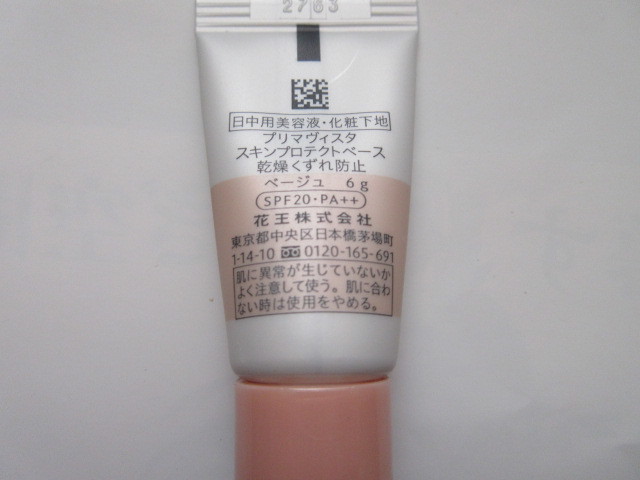 2763
日中用美容液・化粧下地
プリマヴィスタ
スキンプロテクトベース
乾燥くずれ防止
ベージュ 6g
SPF20・PA++
花王株式会社
東京都中央区日本橋茅場町
1-14-10 0120-165-691
肌に異常が生じていないか
よく注意して使う。肌に合わ
ない時は使用をやめる。